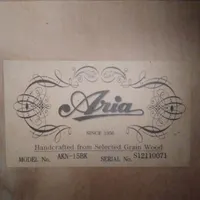 Aria
SINCE 1956
Handcrafted from Selected Grain Wood
MODEL No. AKN-15BK SERIAL No. S12110071